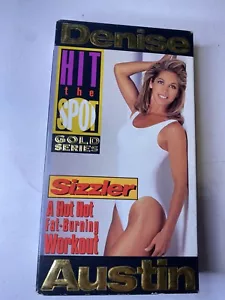 Denise
HIT
the
SPOT
GOLD
SERIES
Sizzler
A Hot Hot
Fat-Burning
Workout
Austin